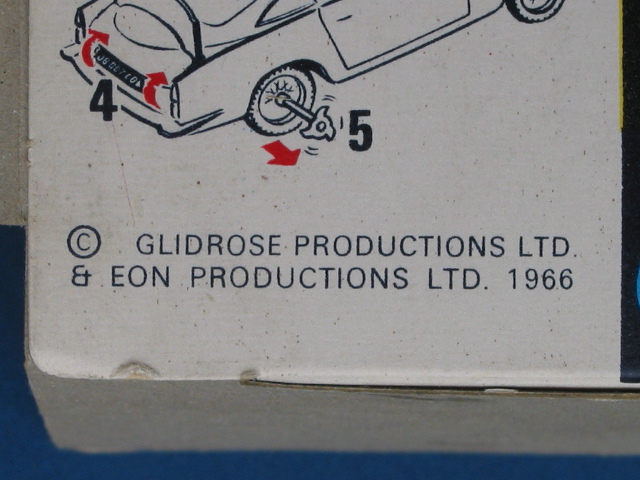 4
5
© GLIDROSE PRODUCTIONS LTD.
& EON PRODUCTIONS LTD. 1966